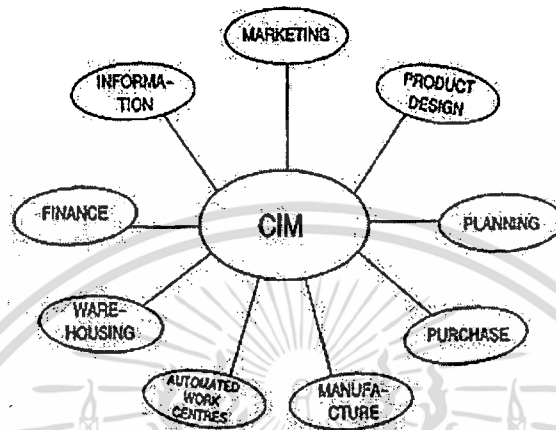 MARKETING
INFORMA-
TION
PRODUCT
DESIGN
FINANCE
CIM
PLANNING
WARE-
HOUSING
PURCHASE
AUTOMATED
WORK
CENTRES
MANUFA-
CTURE